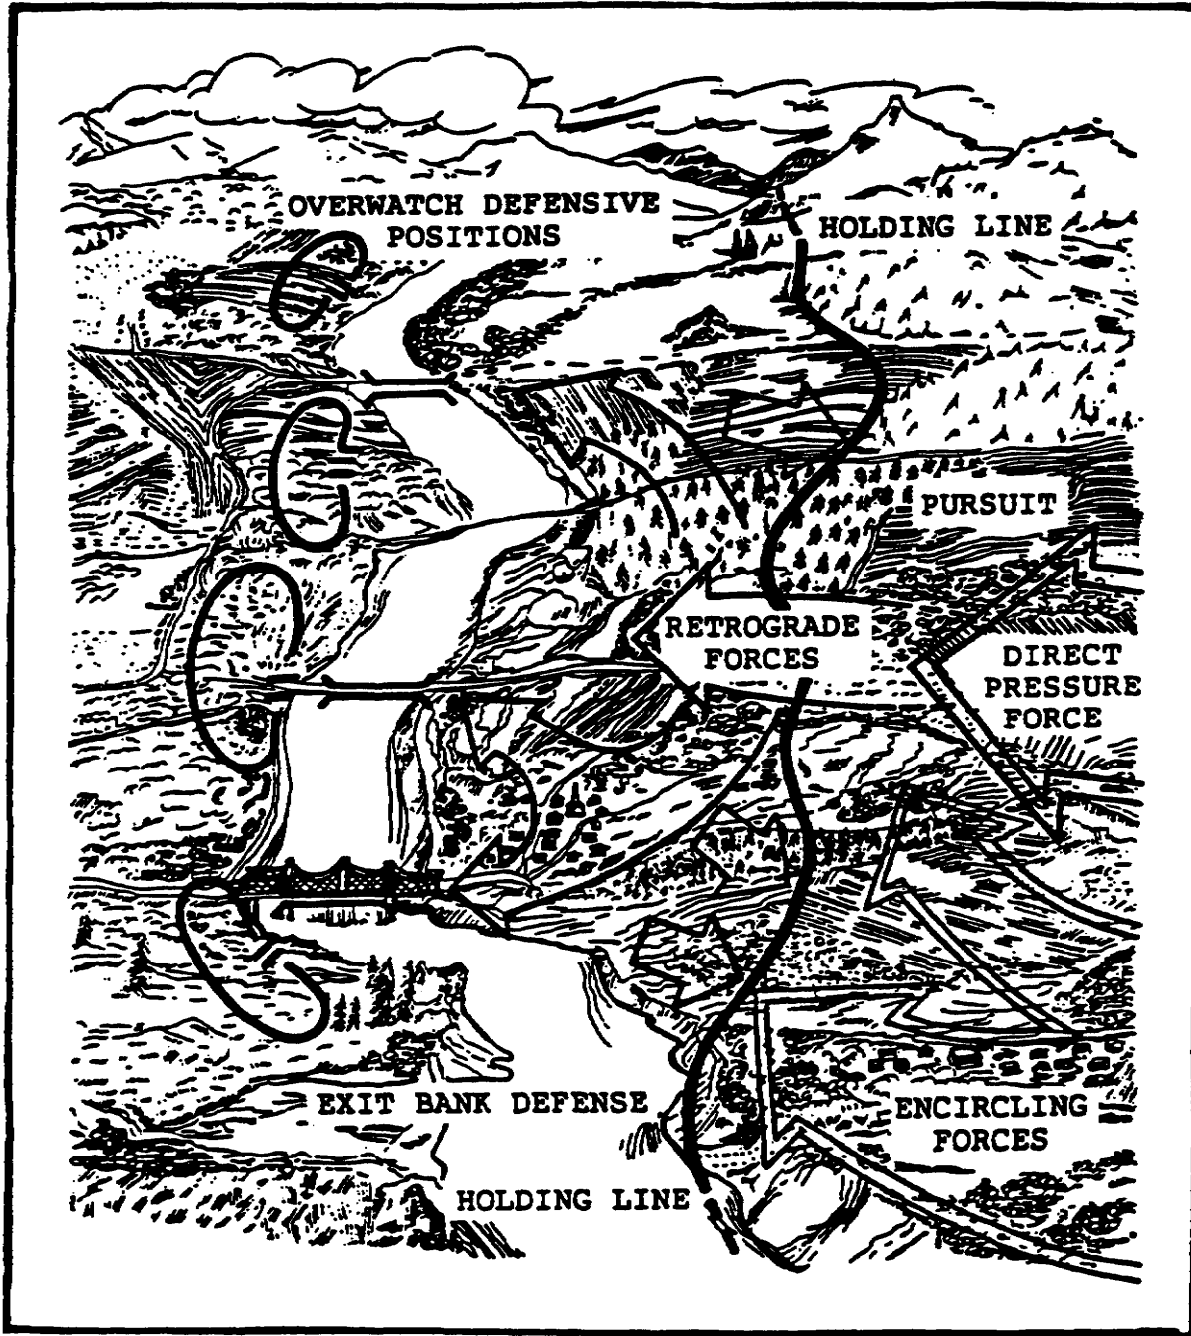 OVERWATCH DEFENSIVE
POSITIONS
HOLDING LINE
PURSUIT
RETROGRADE
FORCES
DIRECT
PRESSURE
FORCE
EXIT BANK DEFENSE
ENCIRCLING
FORCES
HOLDING LINE